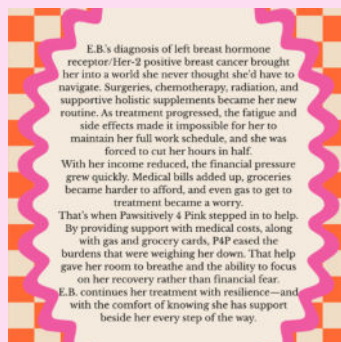 E.B.'s diagnosis of left breast hormone
receptor/Her-2 positive breast cancer brought
her into a world she never thought she'd have to
navigate. Surgeries, chemotherapy, radiation, and
supportive holistic supplements became her new
routine. As treatment progressed, the fatigue and
side effects made it impossible for her to
maintain her full work schedule, and she was
forced to cut her hours in half.
With her income reduced, the financial pressure
grew quickly. Medical bills added up, groceries
became harder to afford, and even gas to get to
treatment became a worry.
That's when Pawsitively 4 Pink stepped in to help.
By providing support with medical costs, along
with gas and grocery cards, P4P eased the
burdens that were weighing her down. That help
gave her room to breathe and the ability to focus
on her recovery rather than financial fear.
E.B. continues her treatment with resilience—and
with the comfort of knowing she has support
beside her every step of the way.